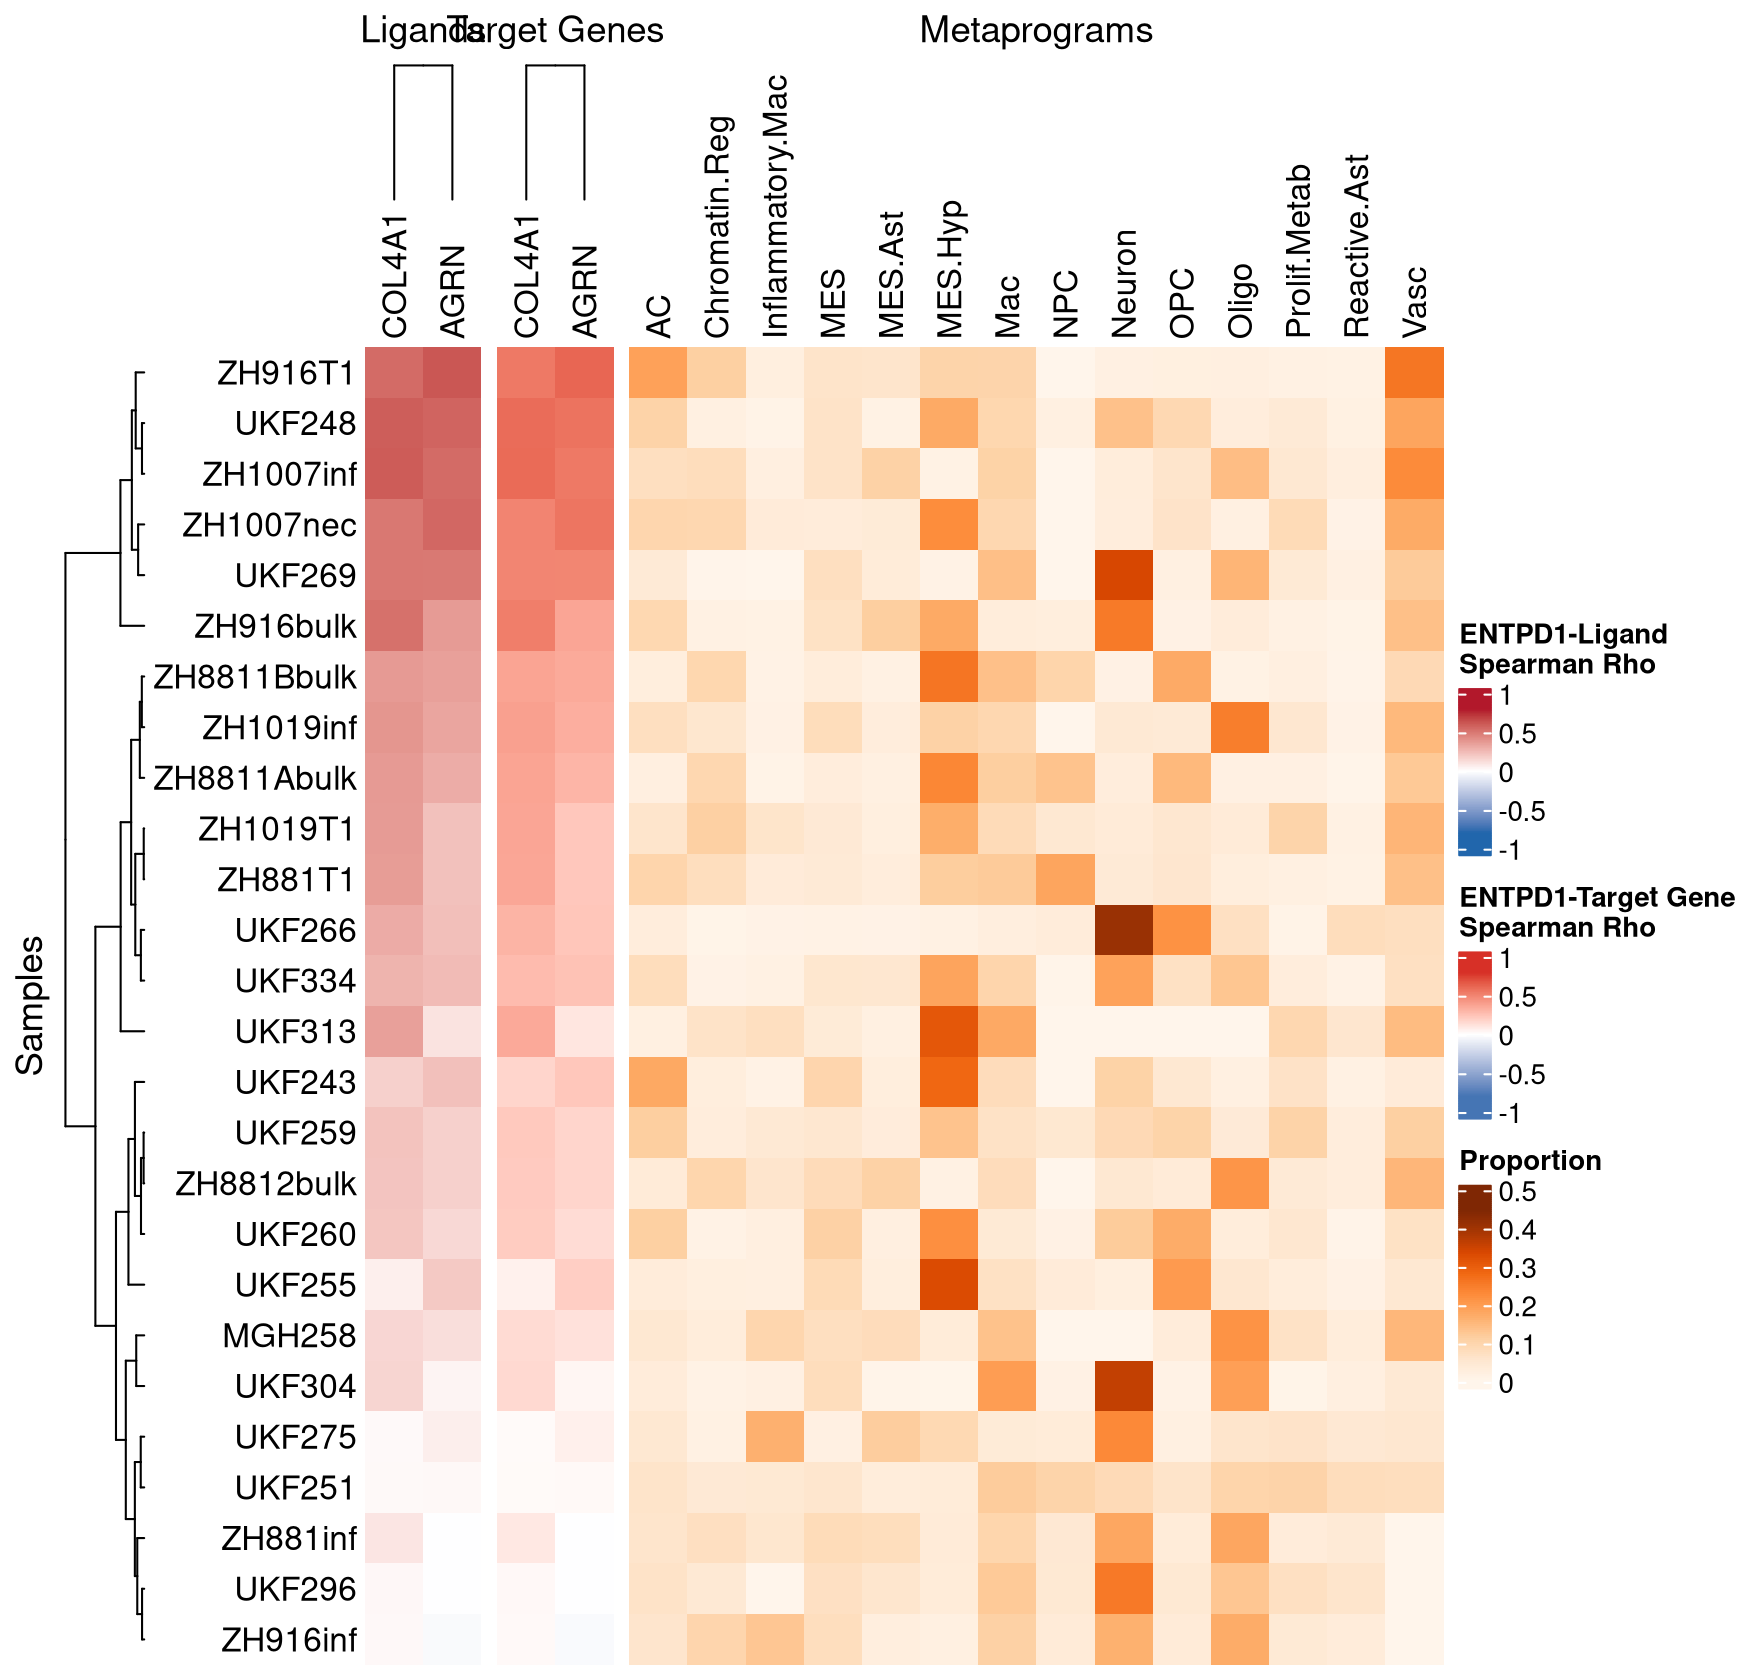 Ligands Target Genes Metaprograms
COL4A1 AGRN COL4A1 AGRN AC Chromatin.Reg Inflammatory.Mac MES MES.Ast MES.Hyp Mac NPC Neuron OPC Oligo Prolif.Metab Reactive.Ast Vasc
Samples
ZH916T1
UKF248
ZH1007inf
ZH1007nec
UKF269
ZH916bulk
ZH8811Bbulk
ZH1019inf
ZH8811Abulk
ZH1019T1
ZH881T1
UKF266
UKF334
UKF313
UKF243
UKF259
ZH8812bulk
UKF260
UKF255
MGH258
UKF304
UKF275
UKF251
ZH881inf
UKF296
ZH916inf
ENTPD1-Ligand
Spearman Rho
1
0.5
0
-0.5
-1
ENTPD1-Target Gene
Spearman Rho
1
0.5
0
-0.5
-1
Proportion
0.5
0.4
0.3
0.2
0.1
0